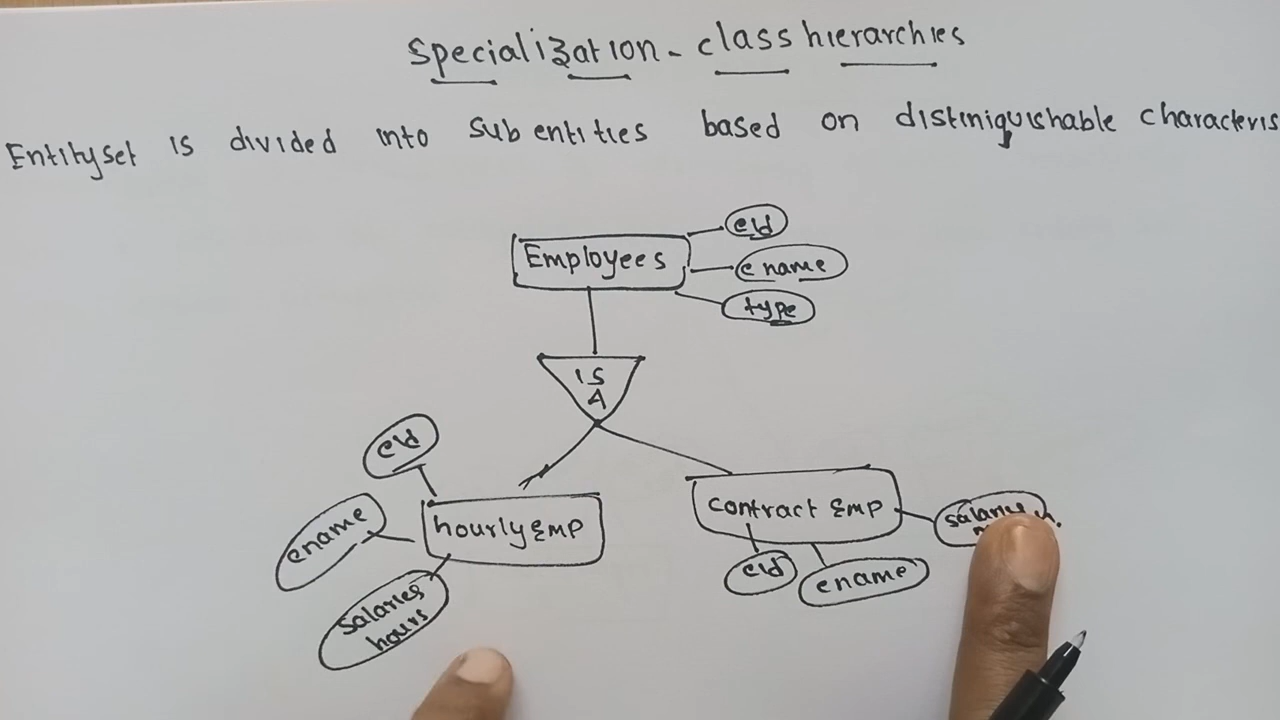 Specialization - class hierarchies
Entityset is divided into subentities based on distiniquishable characteris
eid
Employees
ename
type
IS
A
eid
ename
hourly Emp
salaries
hours
contract Emp
eid
ename